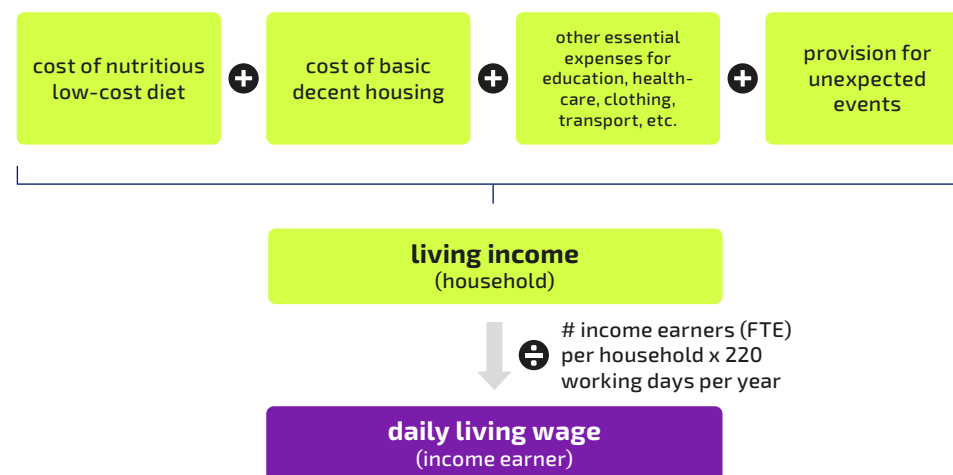 cost of nutritious
low-cost diet
+
cost of basic
decent housing
+
other essential
expenses for
education, health-
care, clothing,
transport, etc.
+
provision for
unexpected
events
living income
(household)
÷
# income earners (FTE)
per household x 220
working days per year
daily living wage
(income earner)